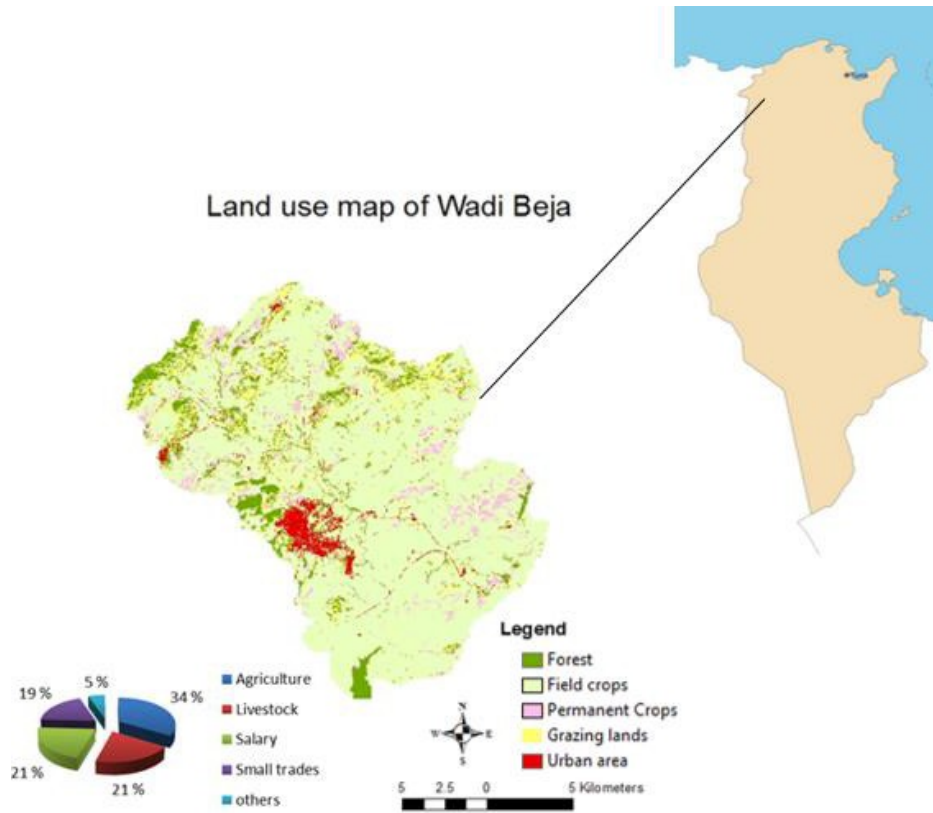 Tunis
Land use map of Wadi Beja
Legend
Forest
Field crops
Permanent Crops
Grazing lands
Urban area
5 %
19 %
34 %
21 %
21 %
Agriculture
Livestock
Salary
Small trades
others
N
W E
S
5 2.5 0 5 Kilometers